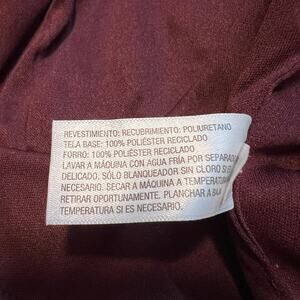 REVESTIMIENTO: RECUBRIMIENTO: POLIURETANO
TELA BASE: 100% POLIÉSTER RECICLADO
FORRO: 100% POLIÉSTER RECICLADO
LAVAR A MÁQUINA CON AGUA FRÍA POR SEPARADO
DELICADO. SÓLO BLANQUEADOR SIN CLORO SI ES
NECESARIO. SECAR A MÁQUINA A TEMPERATURA
RETIRAR OPORTUNAMENTE. PLANCHAR A BAJA
TEMPERATURA SI ES NECESARIO.